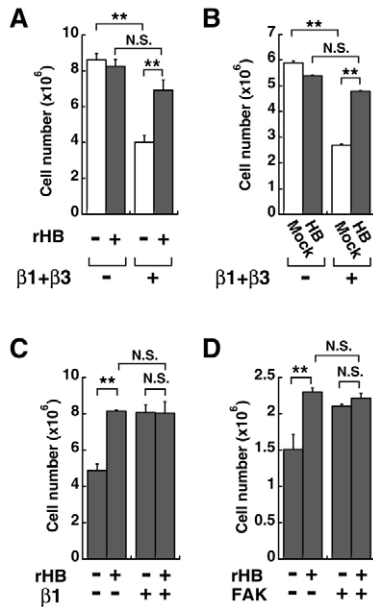 A
Cell number (x10⁶)
10
8
6
4
2
0
**
N.S.
**
rHB - + - +
β1+β3 - +
B
Cell number (x10⁶)
7
6
5
4
3
2
1
0
**
N.S.
**
Mock HB Mock HB
β1+β3 - +
C
Cell number (x10⁶)
10
8
6
4
2
0
N.S.
** N.S.
rHB - + - +
β1 - - + +
D
Cell number (x10⁶)
2.5
2
1.5
1
0.5
0
N.S.
** N.S.
rHB - + - +
FAK - - + +